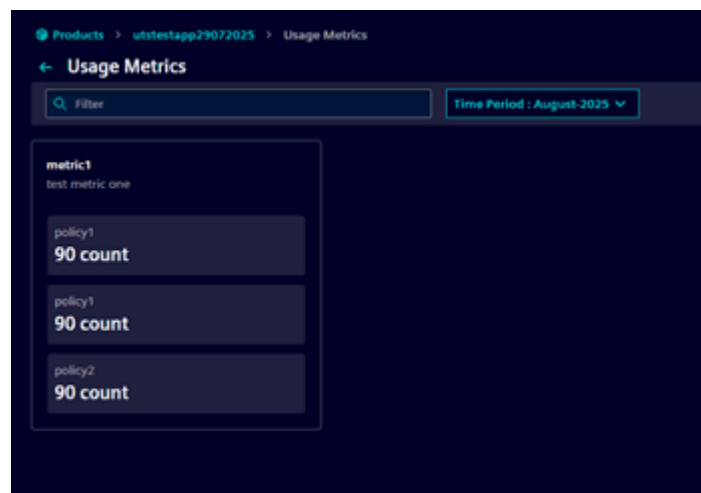 Products > utstestapp29072025 > Usage Metrics
← Usage Metrics
Filter
Time Period : August-2025
metric1
test metric one
policy1
90 count
policy1
90 count
policy2
90 count